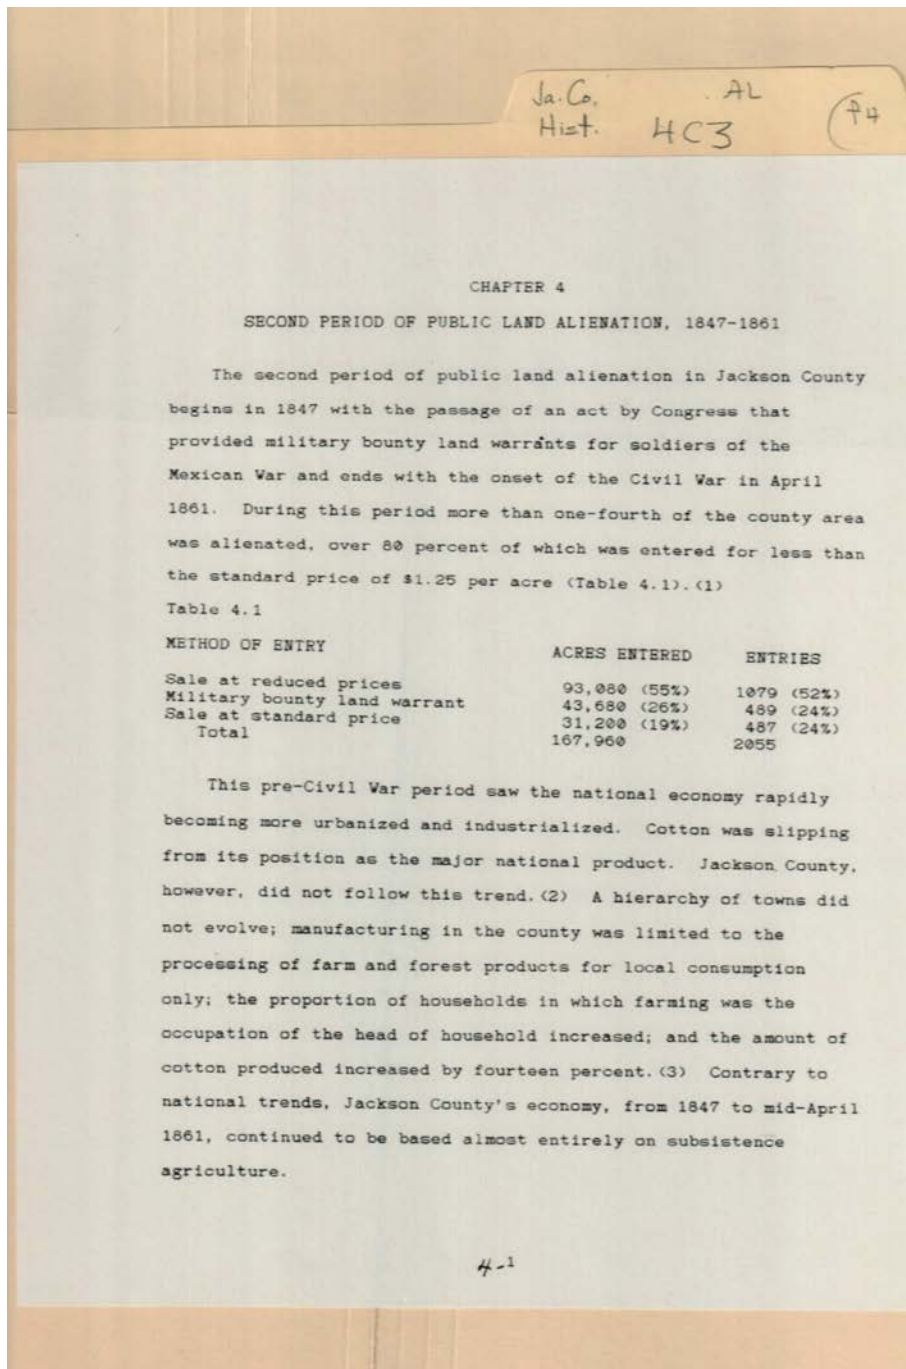 Ja. Co. . AL
Hist. 4C3 P4
CHAPTER 4
SECOND PERIOD OF PUBLIC LAND ALIENATION, 1847-1861
The second period of public land alienation in Jackson County
begins in 1847 with the passage of an act by Congress that
provided military bounty land warrants for soldiers of the
Mexican War and ends with the onset of the Civil War in April
1861. During this period more than one-fourth of the county area
was alienated, over 80 percent of which was entered for less than
the standard price of $1.25 per acre (Table 4.1).(1)
Table 4.1
METHOD OF ENTRY ACRES ENTERED ENTRIES
Sale at reduced prices 93,080 (55%) 1079 (52%)
Military bounty land warrant 43,680 (26%) 489 (24%)
Sale at standard price 31,200 (19%) 487 (24%)
Total 167,960 2055
This pre-Civil War period saw the national economy rapidly
becoming more urbanized and industrialized. Cotton was slipping
from its position as the major national product. Jackson County,
however, did not follow this trend.(2) A hierarchy of towns did
not evolve; manufacturing in the county was limited to the
processing of farm and forest products for local consumption
only; the proportion of households in which farming was the
occupation of the head of household increased; and the amount of
cotton produced increased by fourteen percent.(3) Contrary to
national trends, Jackson County's economy, from 1847 to mid-April
1861, continued to be based almost entirely on subsistence
agriculture.
4-1